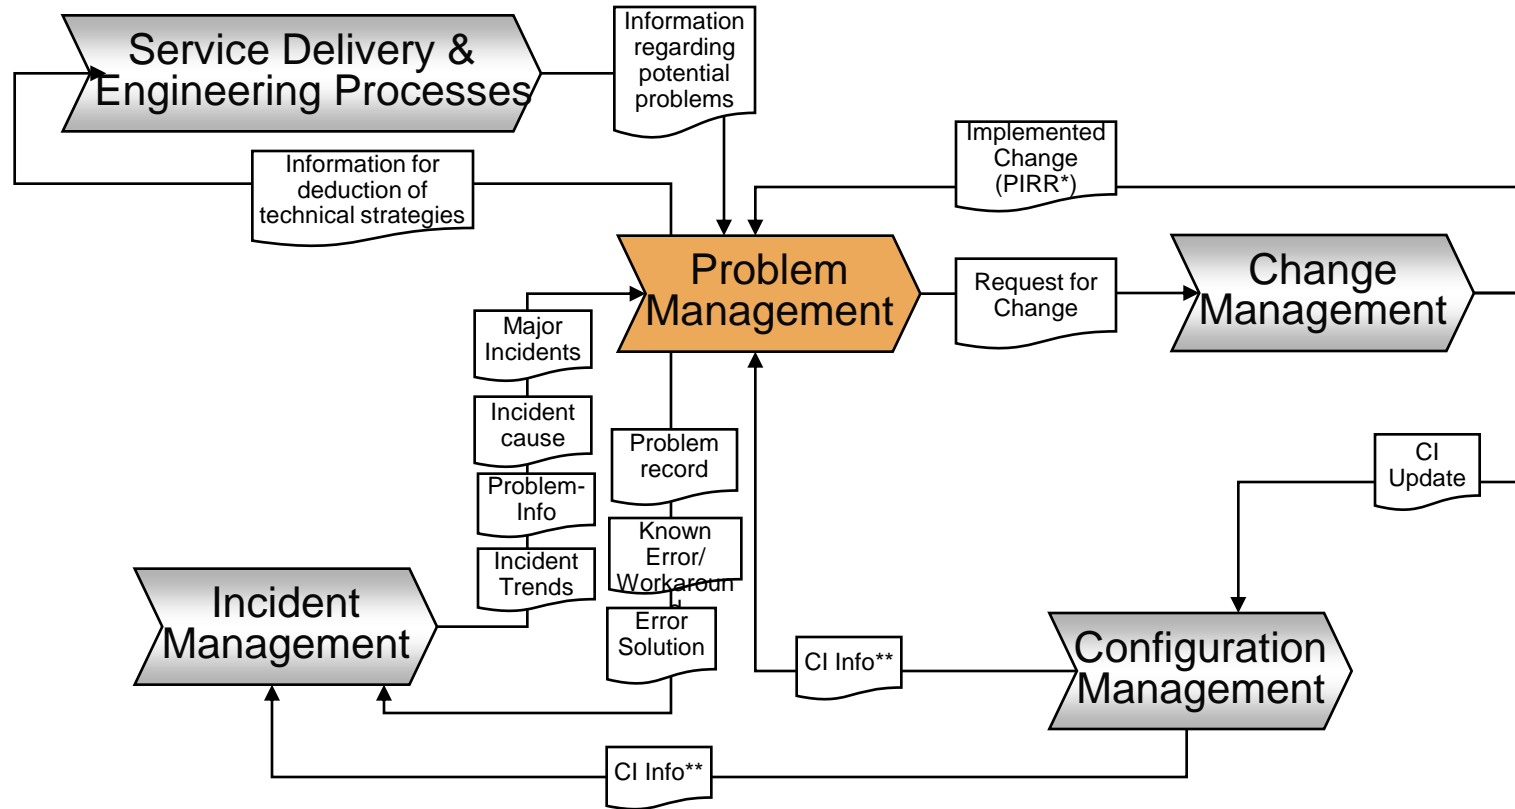 Service Delivery &
Engineering Processes
Information
regarding
potential
problems
Information for
deduction of
technical strategies
Implemented
Change
(PIRR*)
Problem
Management
Request for
Change
Change
Management
Major
Incidents
Incident
cause
Problem-
Info
Incident
Trends
Problem
record
Known
Error/
Workaroun
d
Error
Solution
CI
Update
Incident
Management
CI Info**
Configuration
Management
CI Info**